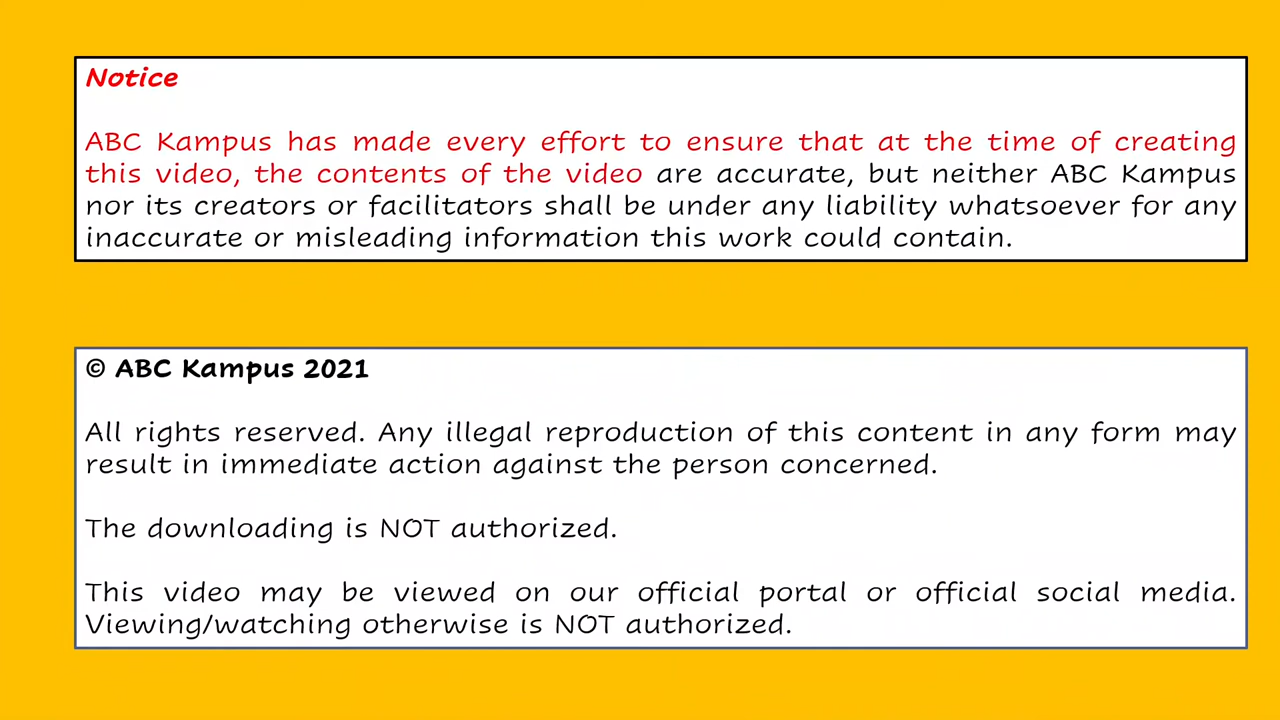 Notice
ABC Kampus has made every effort to ensure that at the time of creating
this video, the contents of the video are accurate, but neither ABC Kampus
nor its creators or facilitators shall be under any liability whatsoever for any
inaccurate or misleading information this work could contain.
© ABC Kampus 2021
All rights reserved. Any illegal reproduction of this content in any form may
result in immediate action against the person concerned.
The downloading is NOT authorized.
This video may be viewed on our official portal or official social media.
Viewing/watching otherwise is NOT authorized.